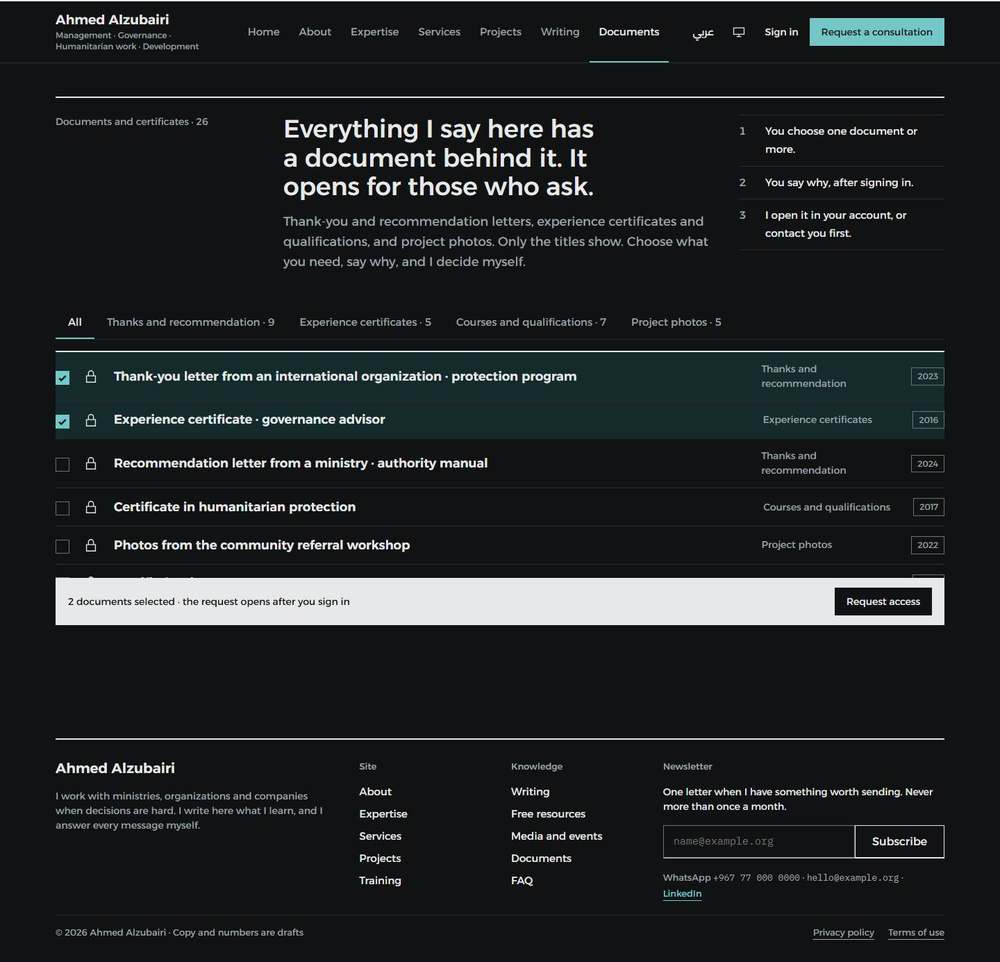 Ahmed Alzubairi
Management · Governance ·
Humanitarian work · Development
Home
About
Expertise
Services
Projects
Writing
Documents
عربي
Sign in
Request a consultation
Documents and certificates · 26
Everything I say here has
a document behind it. It
opens for those who ask.
Thank-you and recommendation letters, experience certificates and
qualifications, and project photos. Only the titles show. Choose what
you need, say why, and I decide myself.
1 You choose one document or
more.
2 You say why, after signing in.
3 I open it in your account, or
contact you first.
All
Thanks and recommendation · 9
Experience certificates · 5
Courses and qualifications · 7
Project photos · 5
Thank-you letter from an international organization · protection program
Thanks and
recommendation
2023
Experience certificate · governance advisor
Experience certificates
2016
Recommendation letter from a ministry · authority manual
Thanks and
recommendation
2024
Certificate in humanitarian protection
Courses and qualifications
2017
Photos from the community referral workshop
Project photos
2022
2 documents selected · the request opens after you sign in
Request access
Ahmed Alzubairi
I work with ministries, organizations and companies
when decisions are hard. I write here what I learn, and I
answer every message myself.
Site
About
Expertise
Services
Projects
Training
Knowledge
Writing
Free resources
Media and events
Documents
FAQ
Newsletter
One letter when I have something worth sending. Never
more than once a month.
name@example.org
Subscribe
WhatsApp +967 77 000 0000 · hello@example.org ·
LinkedIn
© 2026 Ahmed Alzubairi · Copy and numbers are drafts
Privacy policy
Terms of use